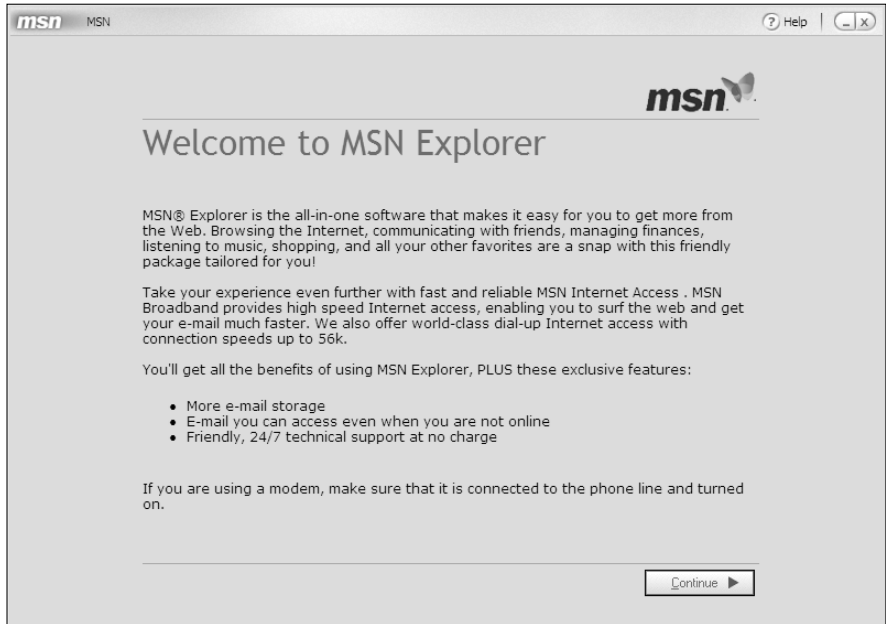 msn MSN Help
msn
Welcome to MSN Explorer
MSN® Explorer is the all-in-one software that makes it easy for you to get more from
the Web. Browsing the Internet, communicating with friends, managing finances,
listening to music, shopping, and all your other favorites are a snap with this friendly
package tailored for you!
Take your experience even further with fast and reliable MSN Internet Access . MSN
Broadband provides high speed Internet access, enabling you to surf the web and get
your e-mail much faster. We also offer world-class dial-up Internet access with
connection speeds up to 56k.
You'll get all the benefits of using MSN Explorer, PLUS these exclusive features:
• More e-mail storage
• E-mail you can access even when you are not online
• Friendly, 24/7 technical support at no charge
If you are using a modem, make sure that it is connected to the phone line and turned
on.
Continue